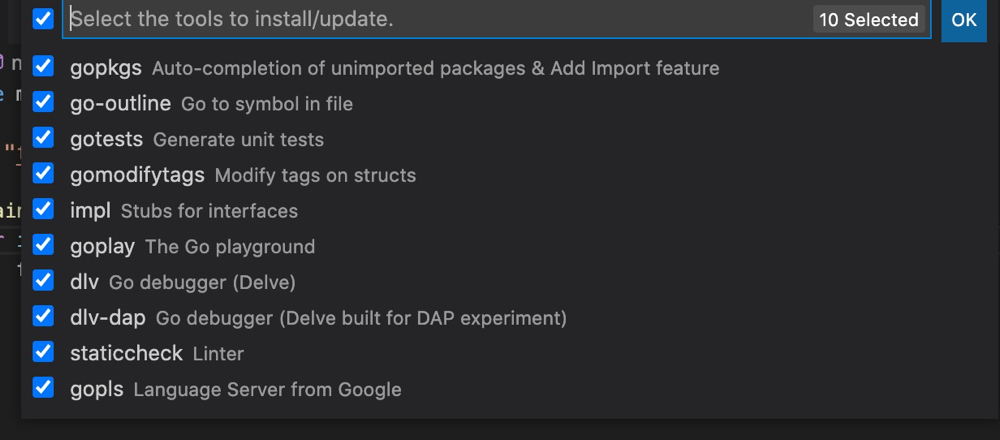 Select the tools to install/update. 10 Selected OK
gopkgs Auto-completion of unimported packages & Add Import feature
go-outline Go to symbol in file
gotests Generate unit tests
gomodifytags Modify tags on structs
impl Stubs for interfaces
goplay The Go playground
dlv Go debugger (Delve)
dlv-dap Go debugger (Delve built for DAP experiment)
staticcheck Linter
gopls Language Server from Google